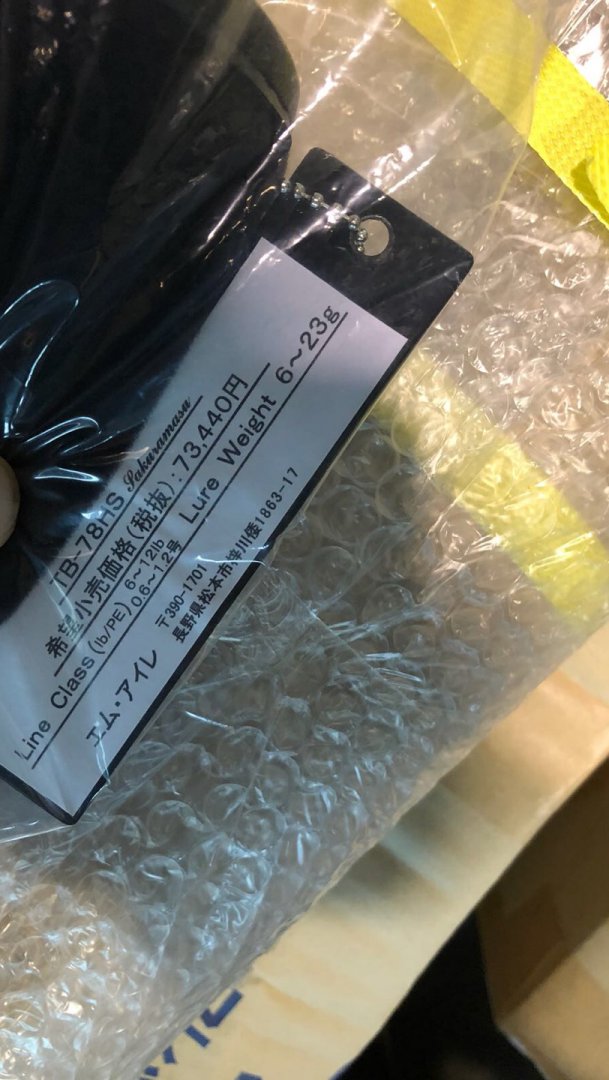 TB-78HS Sakuramasu
希望小売価格(税抜):73,440円
Line Class(lb/PE) 6~12lb 0.6~1.2号 Lure Weight 6~23g
エム・アイレ 〒390-1701
長野県松本市梓川倭1863-17